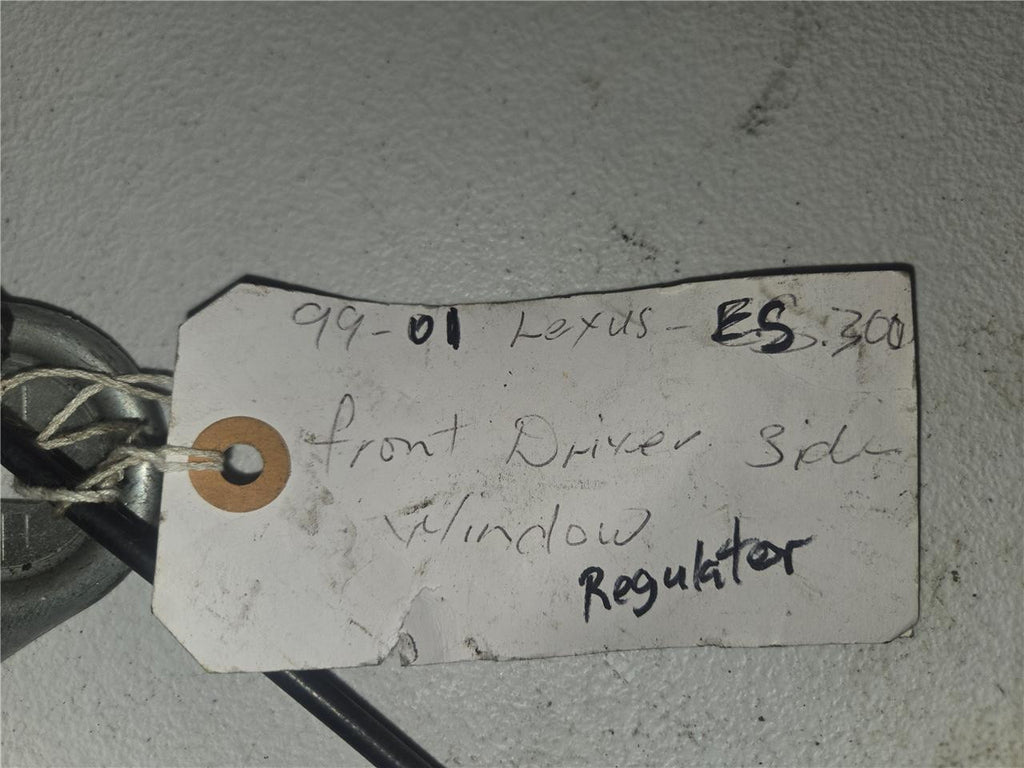 99-01 Lexus - ES 300
front Driver Side
Window
Regulator